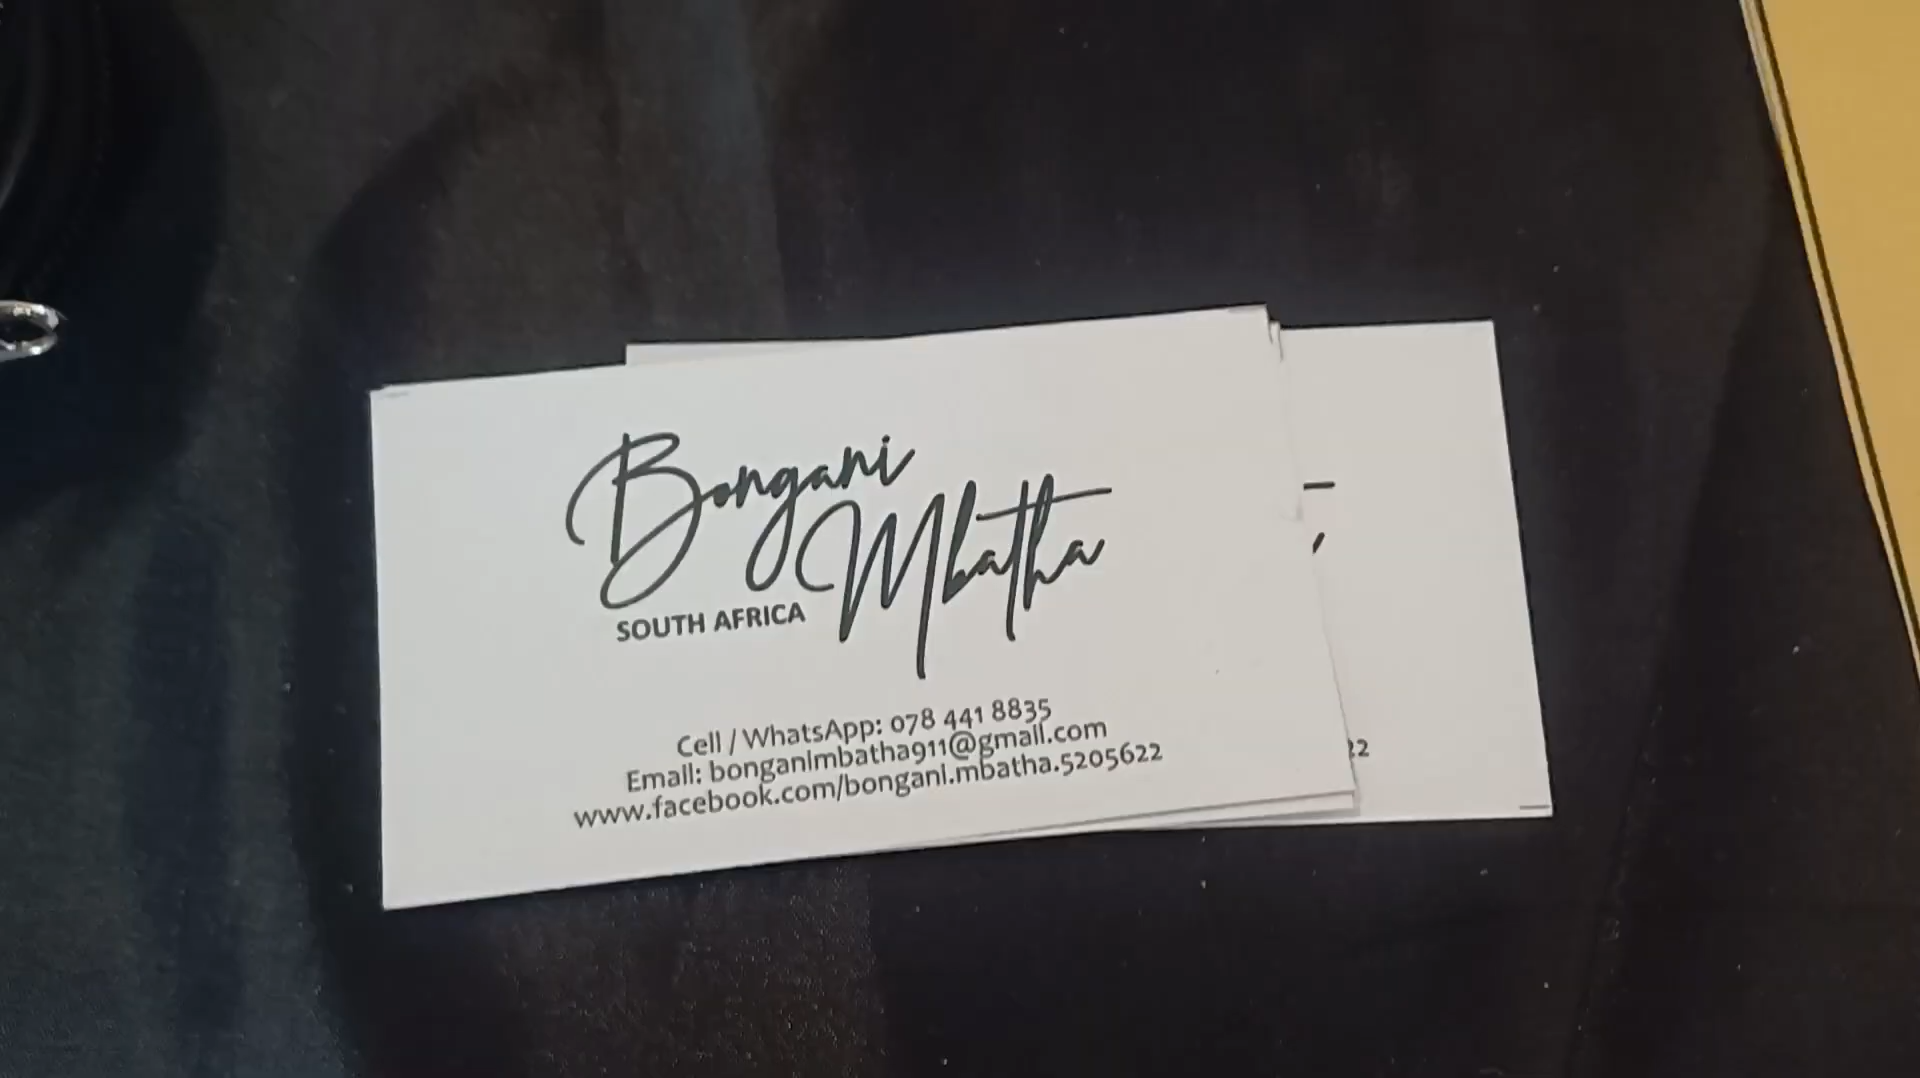 Bongani
Mbatha
SOUTH AFRICA
Cell / WhatsApp: 078 441 8835
Email: bonganimbatha911@gmail.com
www.facebook.com/bongani.mbatha.5205622
22